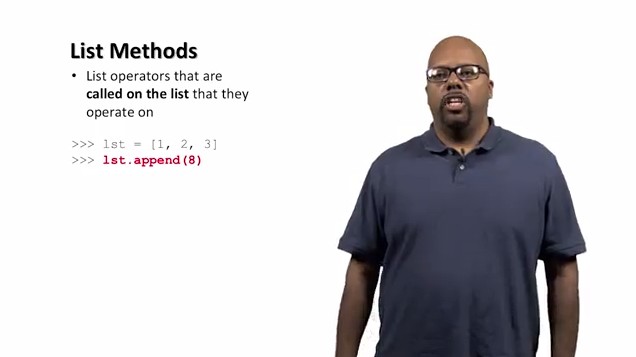 List Methods
• List operators that are
called on the list that they
operate on
>>> lst = [1, 2, 3]
>>> lst.append(8)